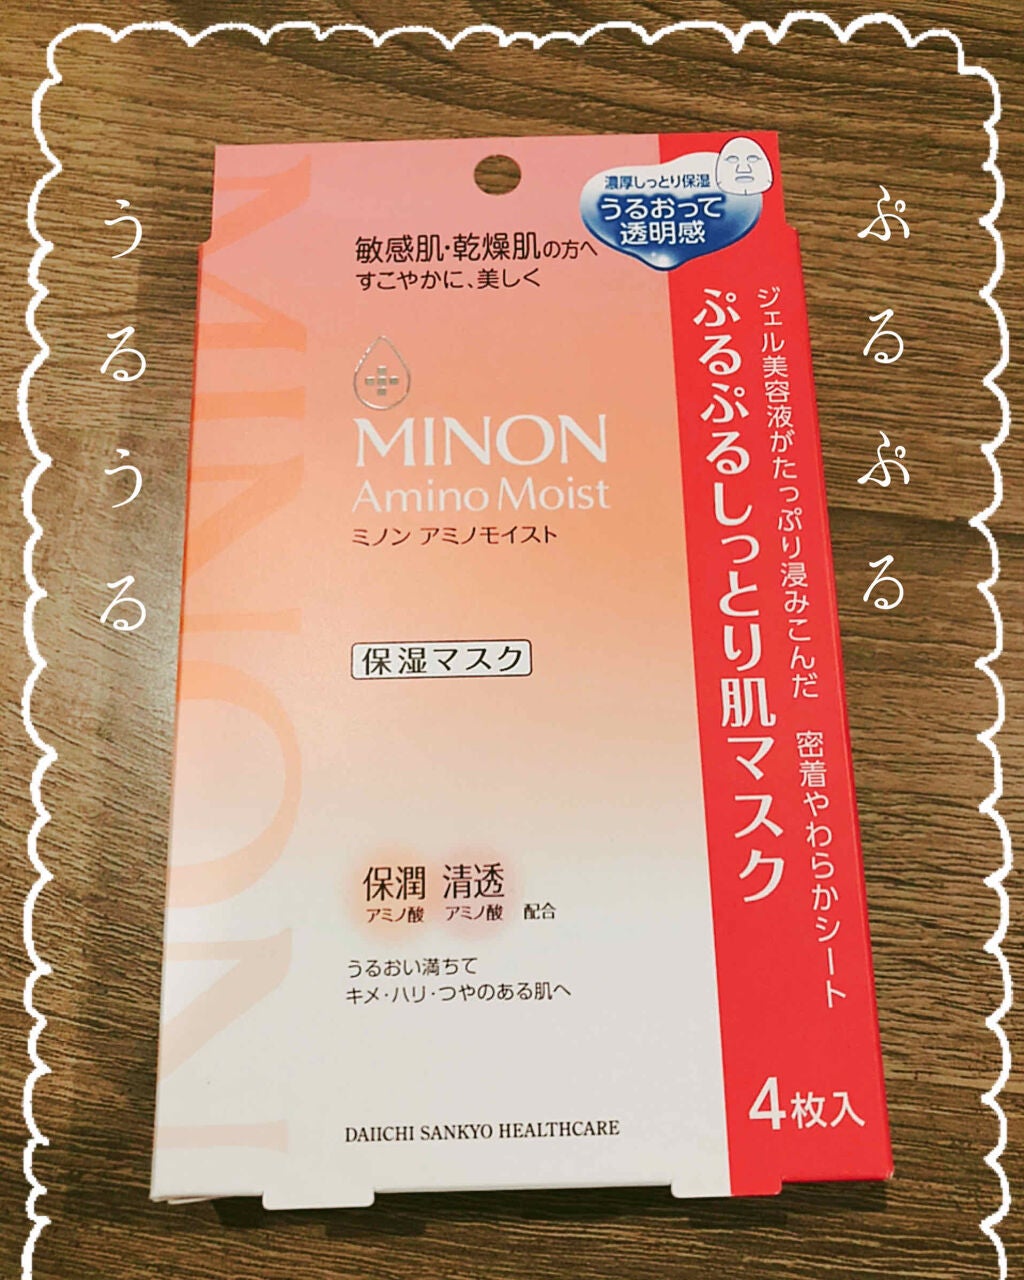 うるうる
ぷるぷる
濃厚しっとり保湿
うるおって
透明感
敏感肌・乾燥肌の方へ
すこやかに、美しく
MINON
MINON
Amino Moist
ミノン アミノモイスト
保湿マスク
保潤 清透
アミノ酸 アミノ酸 配合
うるおい満ちて
キメ・ハリ・つやのある肌へ
DAIICHI SANKYO HEALTHCARE
ジェル美容液がたっぷり浸みこんだ 密着やわらかシート
ぷるぷるしっとり肌マスク
4枚入